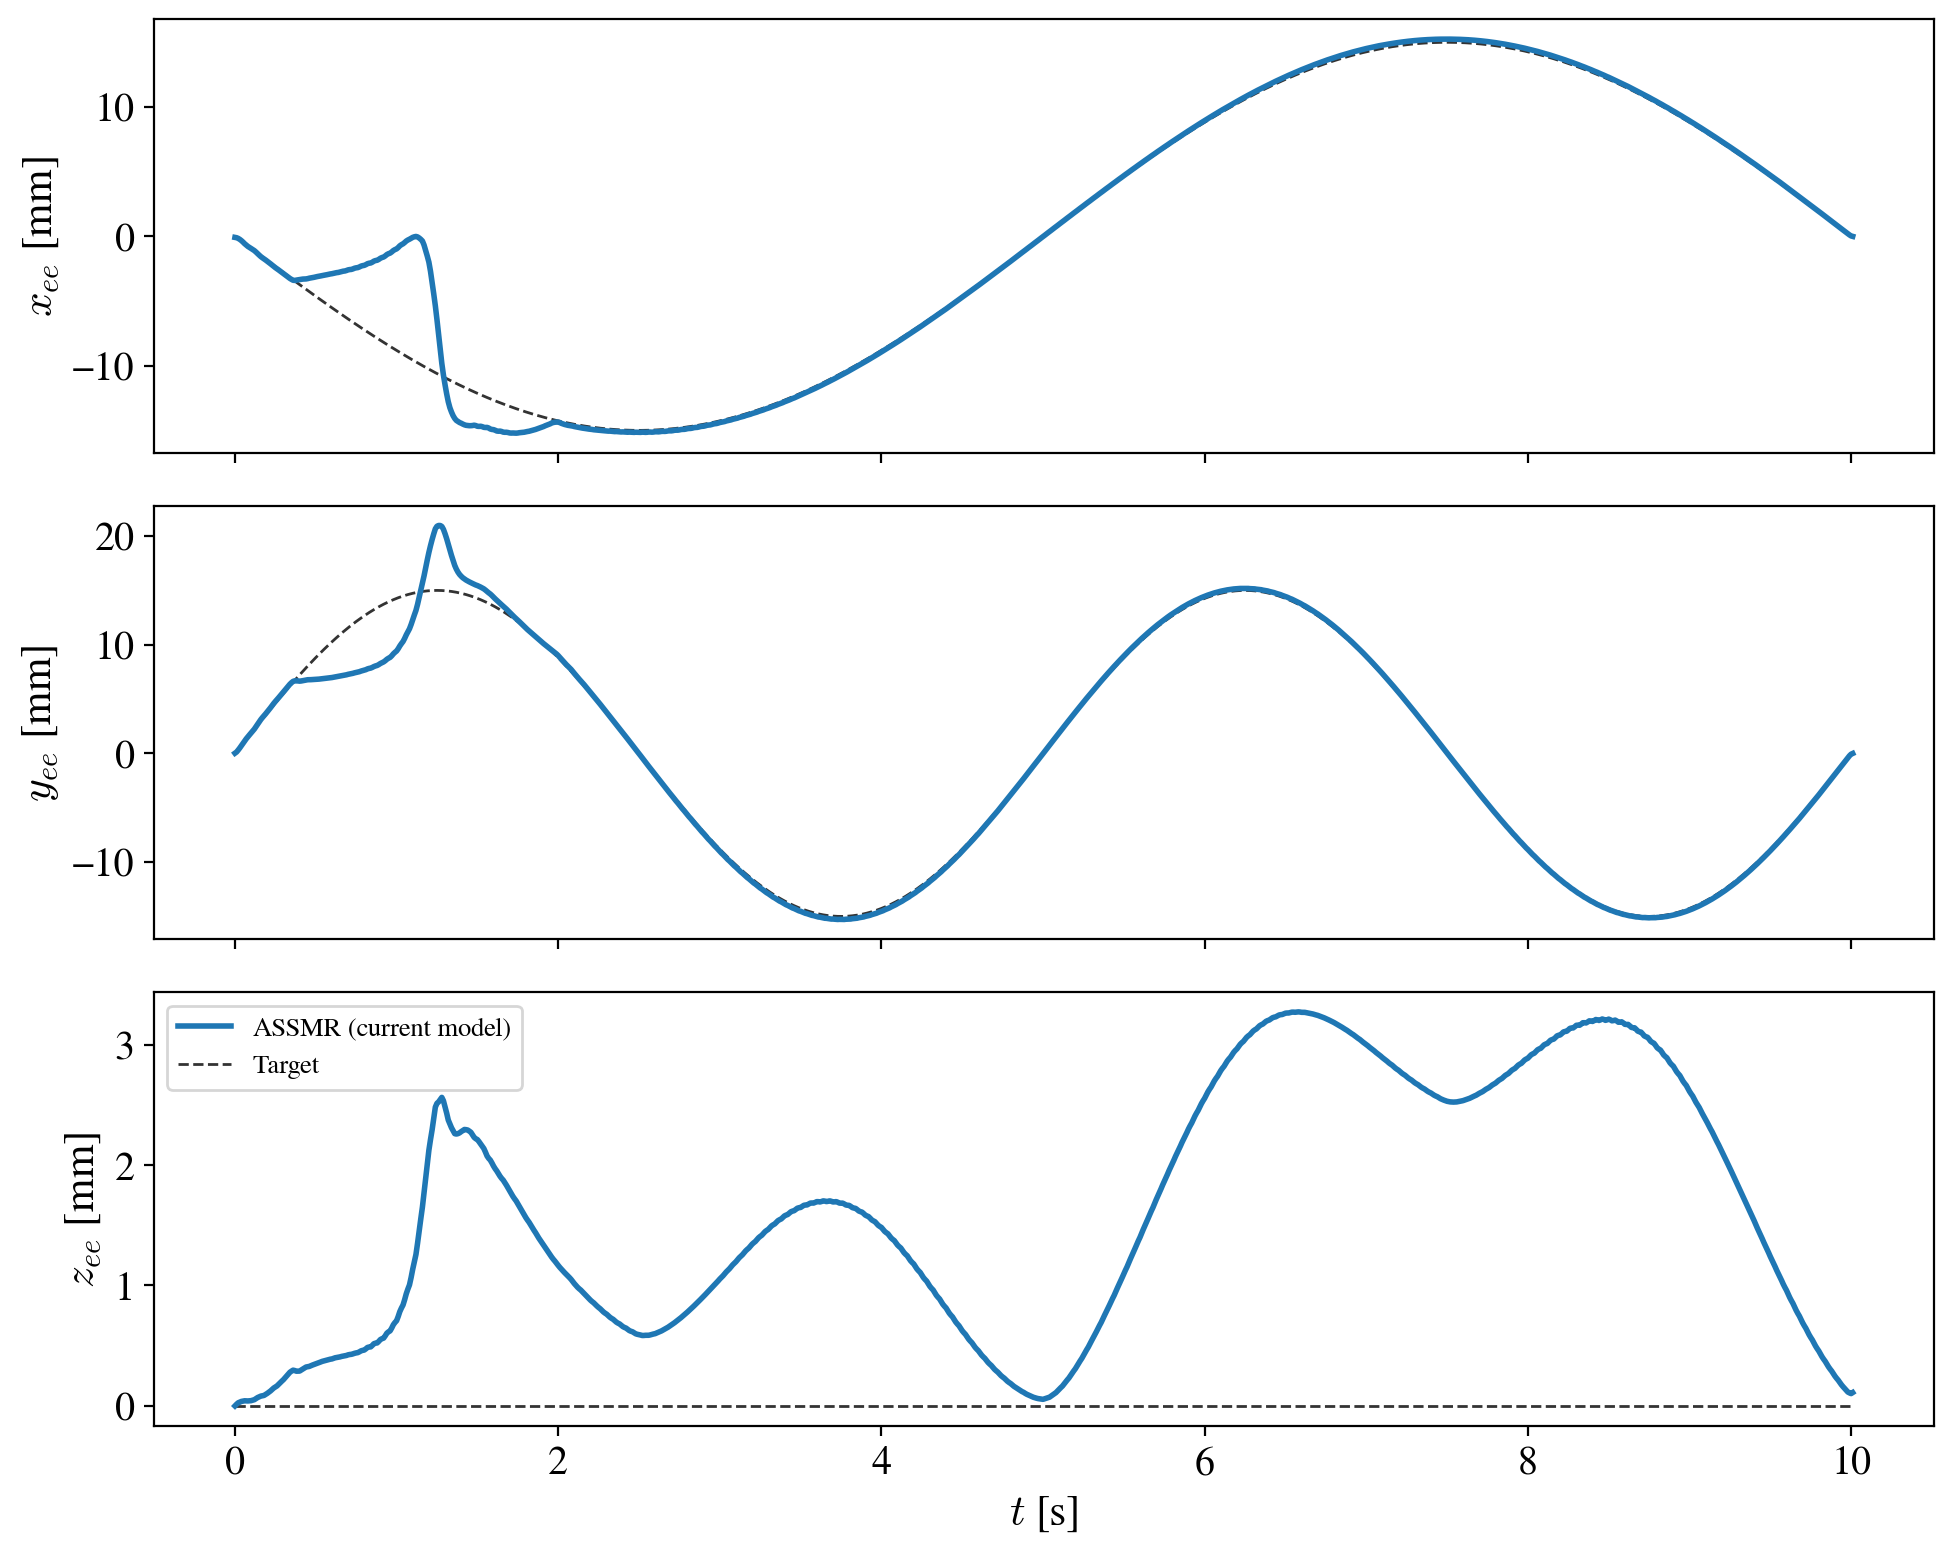 10
0
−10
x_ee [mm]
20
10
0
−10
y_ee [mm]
ASSMR (current model)
Target
3
2
1
0
z_ee [mm]
0 2 4 6 8 10
t [s]